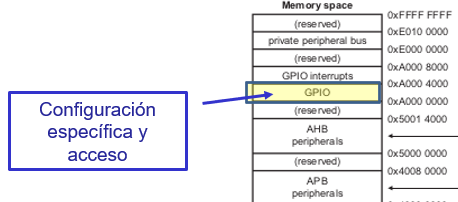 Memory space
0xFFFF FFFF
(reserved)
0xE010 0000
private peripheral bus
0xE000 0000
(reserved)
0xA000 8000
GPIO interrupts
0xA000 4000
GPIO
0xA000 0000
(reserved)
0x5001 4000
AHB
peripherals
0x5000 0000
(reserved)
0x4008 0000
APB
peripherals
Configuración
específica y
acceso